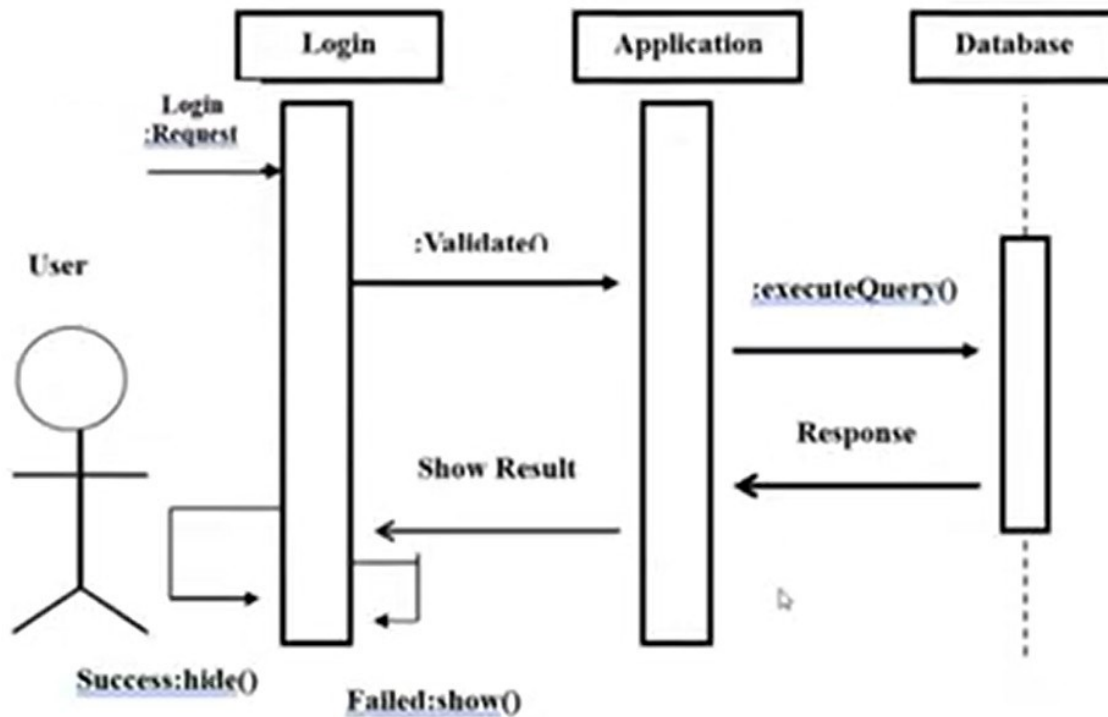 Login
Application
Database
Login
:Request
:Validate()
User
:executeQuery()
Response
Show Result
Success:hide()
Failed:show()